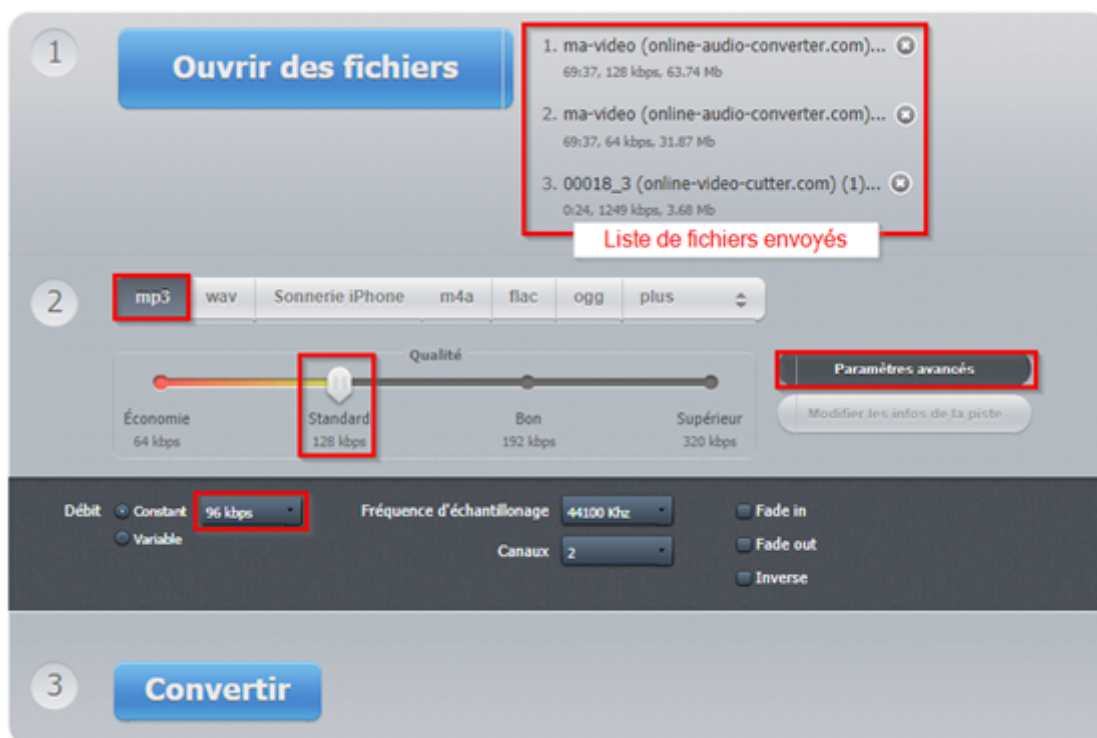 1
Ouvrir des fichiers
1. ma-video (online-audio-converter.com)...
69:37, 128 kbps, 63.74 Mb
2. ma-video (online-audio-converter.com)...
69:37, 64 kbps, 31.87 Mb
3. 00018_3 (online-video-cutter.com) (1)...
0:24, 1249 kbps, 3.68 Mb
Liste de fichiers envoyés
2
mp3 wav Sonnerie iPhone m4a flac ogg plus
Qualité
Économie Standard Bon Supérieur
64 kbps 128 kbps 192 kbps 320 kbps
Paramètres avancés
Modifier les infos de la piste
Débit Constant 96 kbps Fréquence d'échantillonage 44100 Khz Fade in
Variable Canaux 2 Fade out
Inverse
3
Convertir